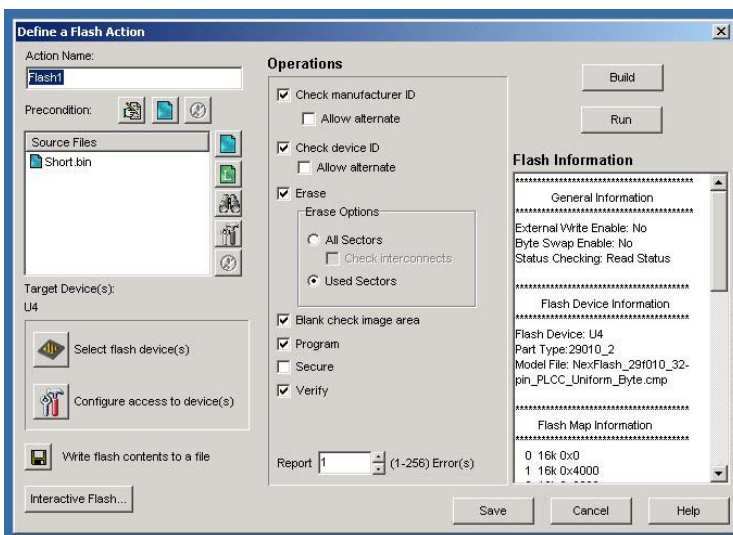 Define a Flash Action
Action Name:
Flash1
Precondition:
Source Files
Short.bin
Target Device(s):
U4
Select flash device(s)
Configure access to device(s)
Write flash contents to a file
Interactive Flash...
Operations
Check manufacturer ID
Allow alternate
Check device ID
Allow alternate
Erase
Erase Options
All Sectors
Check interconnects
Used Sectors
Blank check image area
Program
Secure
Verify
Report 1 (1-256) Error(s)
Build
Run
Flash Information
General Information
External Write Enable: No
Byte Swap Enable: No
Status Checking: Read Status
Flash Device Information
Flash Device: U4
Part Type:29010_2
Model File: NexFlash_29f010_32-
pin_PLCC_Uniform_Byte.cmp
Flash Map Information
0 16k 0x0
1 16k 0x4000
Save
Cancel
Help